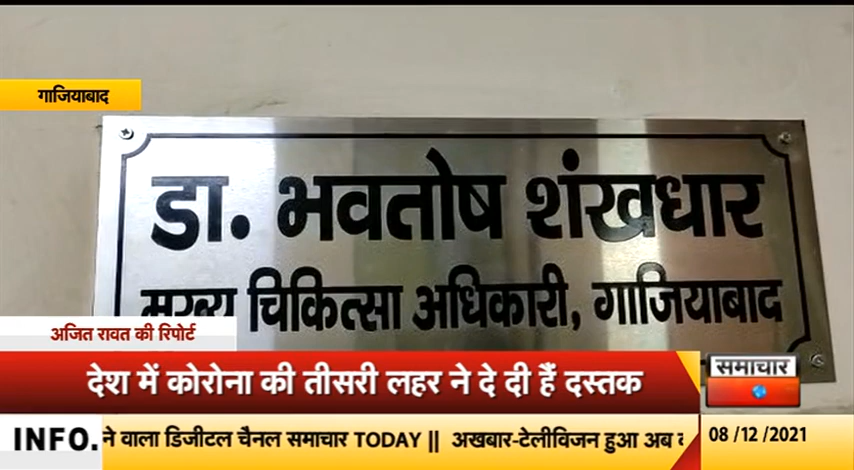 गाजियाबाद
डा. भवतोष शंखधार
मुख्य चिकित्सा अधिकारी, गाजियाबाद
अजित रावत की रिपोर्ट
देश में कोरोना की तीसरी लहर ने दे दी हैं दस्तक
समाचार
INFO. ने वाला डिजीटल चैनल समाचार TODAY || अखबार-टेलीविजन हुआ अब
08 /12 /2021